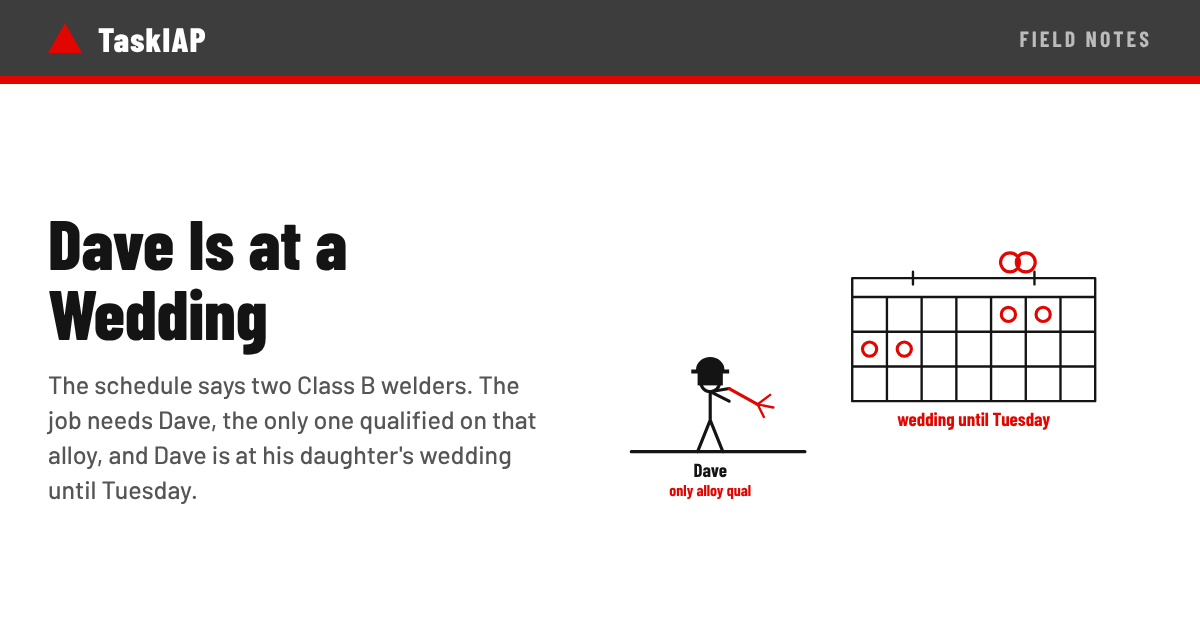 TaskIAP
FIELD NOTES
Dave Is at a
Wedding
The schedule says two Class B welders. The
job needs Dave, the only one qualified on that
alloy, and Dave is at his daughter's wedding
until Tuesday.
wedding until Tuesday
Dave
only alloy qual